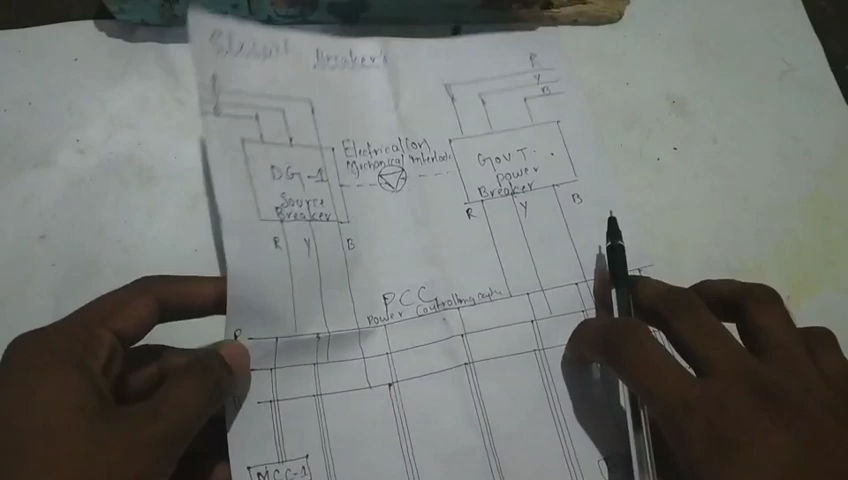 Breaker's
R
Y
B
Electrical (or)
Mechanical Interlock
DG-1
Source
Breaker
GovT.
power
Breaker
R Y B
R Y B
PCC
Power Controlling
R
MCC-1